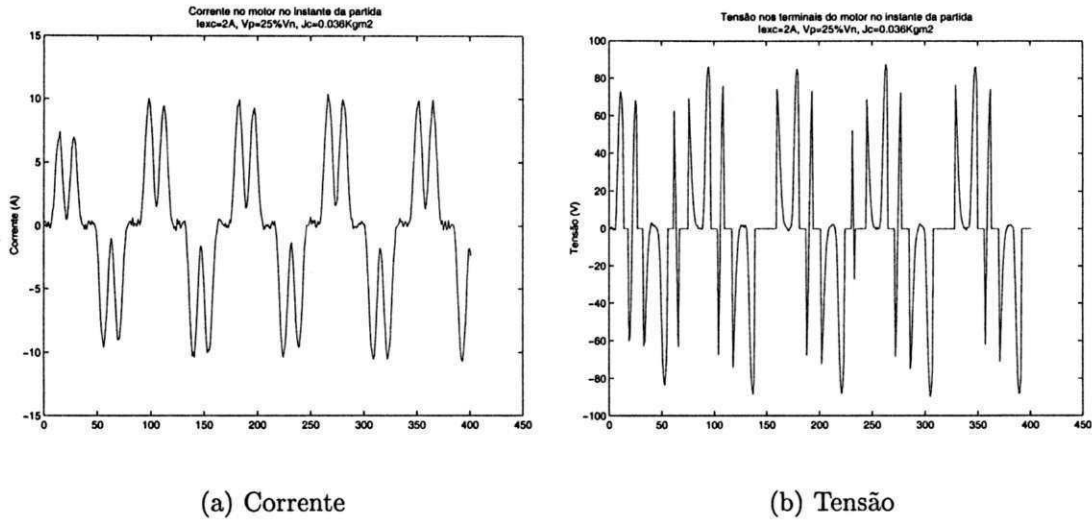 Corrente no motor no instante da partida
Iexc=2A, Vp=25%Vn, Jc=0.036Kgm2
15
10
5
0
−5
−10
−15
Corrente (A)
0 50 100 150 200 250 300 350 400 450
(a) Corrente
Tensão nos terminais do motor no instante da partida
Iexc=2A, Vp=25%Vn, Jc=0.036Kgm2
100
80
60
40
20
0
−20
−40
−60
−80
−100
Tensão (V)
0 50 100 150 200 250 300 350 400 450
(b) Tensão